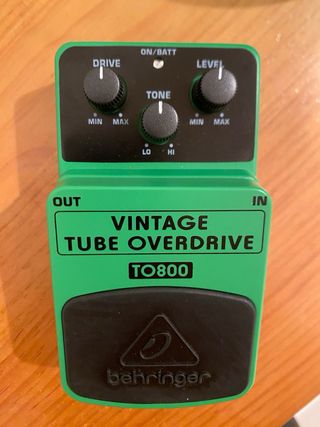 ON/BATT
DRIVE LEVEL
TONE
MIN MAX MIN MAX
LO HI
OUT IN
VINTAGE
TUBE OVERDRIVE
TO800
behringer